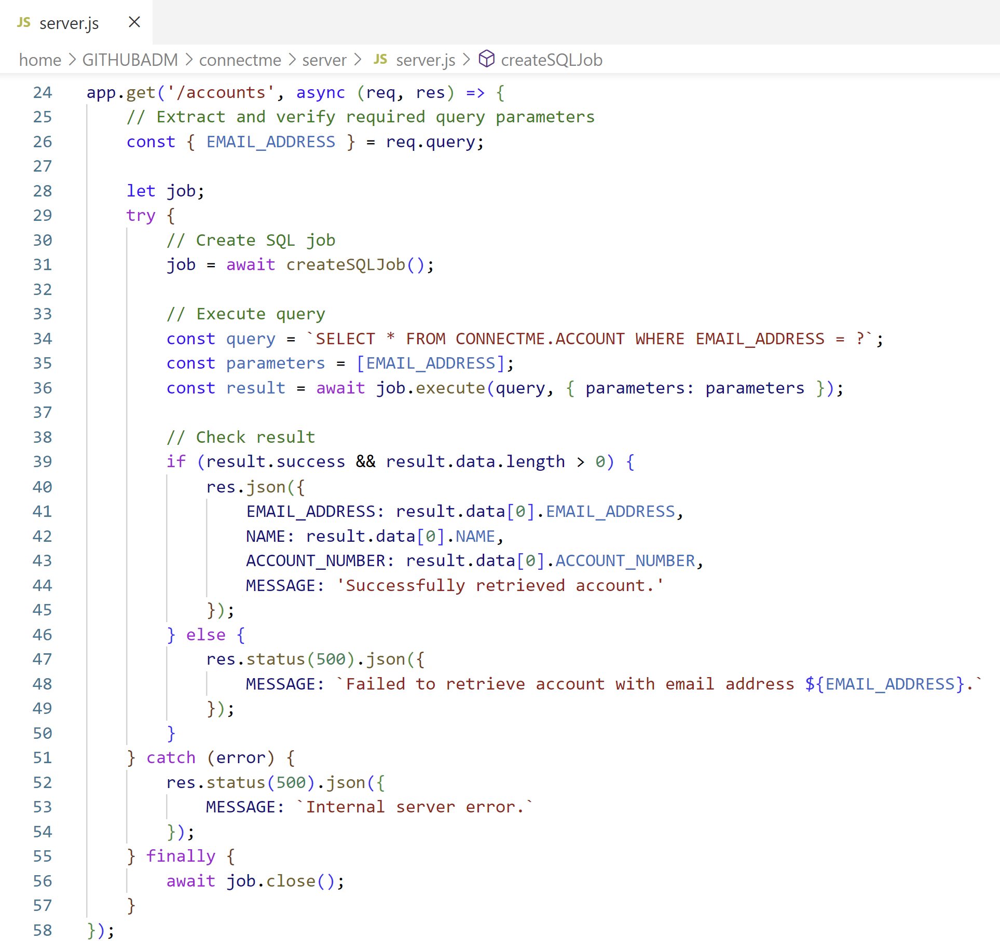 JS server.js ×
home > GITHUBADM > connectme > server > JS server.js > createSQLJob
24 app.get('/accounts', async (req, res) => {
25     // Extract and verify required query parameters
26     const { EMAIL_ADDRESS } = req.query;
27
28     let job;
29     try {
30         // Create SQL job
31         job = await createSQLJob();
32
33         // Execute query
34         const query = `SELECT * FROM CONNECTME.ACCOUNT WHERE EMAIL_ADDRESS = ?`;
35         const parameters = [EMAIL_ADDRESS];
36         const result = await job.execute(query, { parameters: parameters });
37
38         // Check result
39         if (result.success && result.data.length > 0) {
40             res.json({
41                 EMAIL_ADDRESS: result.data[0].EMAIL_ADDRESS,
42                 NAME: result.data[0].NAME,
43                 ACCOUNT_NUMBER: result.data[0].ACCOUNT_NUMBER,
44                 MESSAGE: 'Successfully retrieved account.'
45             });
46         } else {
47             res.status(500).json({
48                 MESSAGE: `Failed to retrieve account with email address ${EMAIL_ADDRESS}.`
49             });
50         }
51     } catch (error) {
52         res.status(500).json({
53             MESSAGE: `Internal server error.`
54         });
55     } finally {
56         await job.close();
57     }
58 });